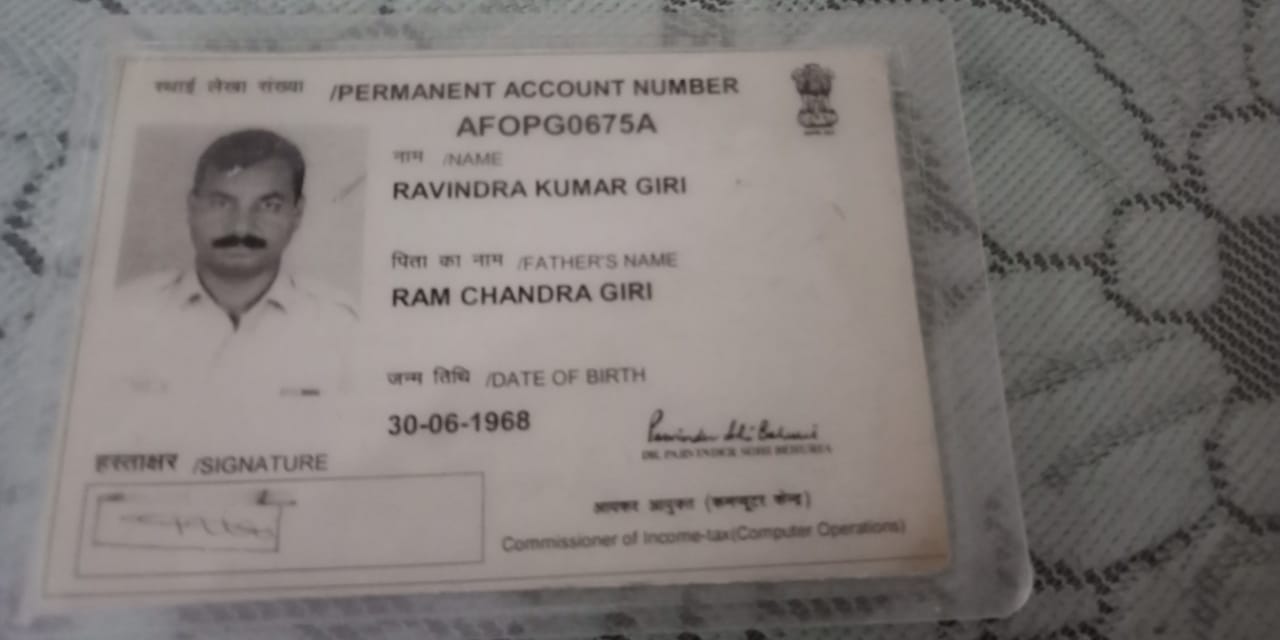 स्थाई लेखा संख्या /PERMANENT ACCOUNT NUMBER
AFOPG0675A
नाम /NAME
RAVINDRA KUMAR GIRI
पिता का नाम /FATHER'S NAME
RAM CHANDRA GIRI
जन्म तिथि /DATE OF BIRTH
30-06-1968
हस्ताक्षर /SIGNATURE
आयकर आयुक्त (कम्प्यूटर केन्द्र)
Commissioner of Income-tax(Computer Operations)